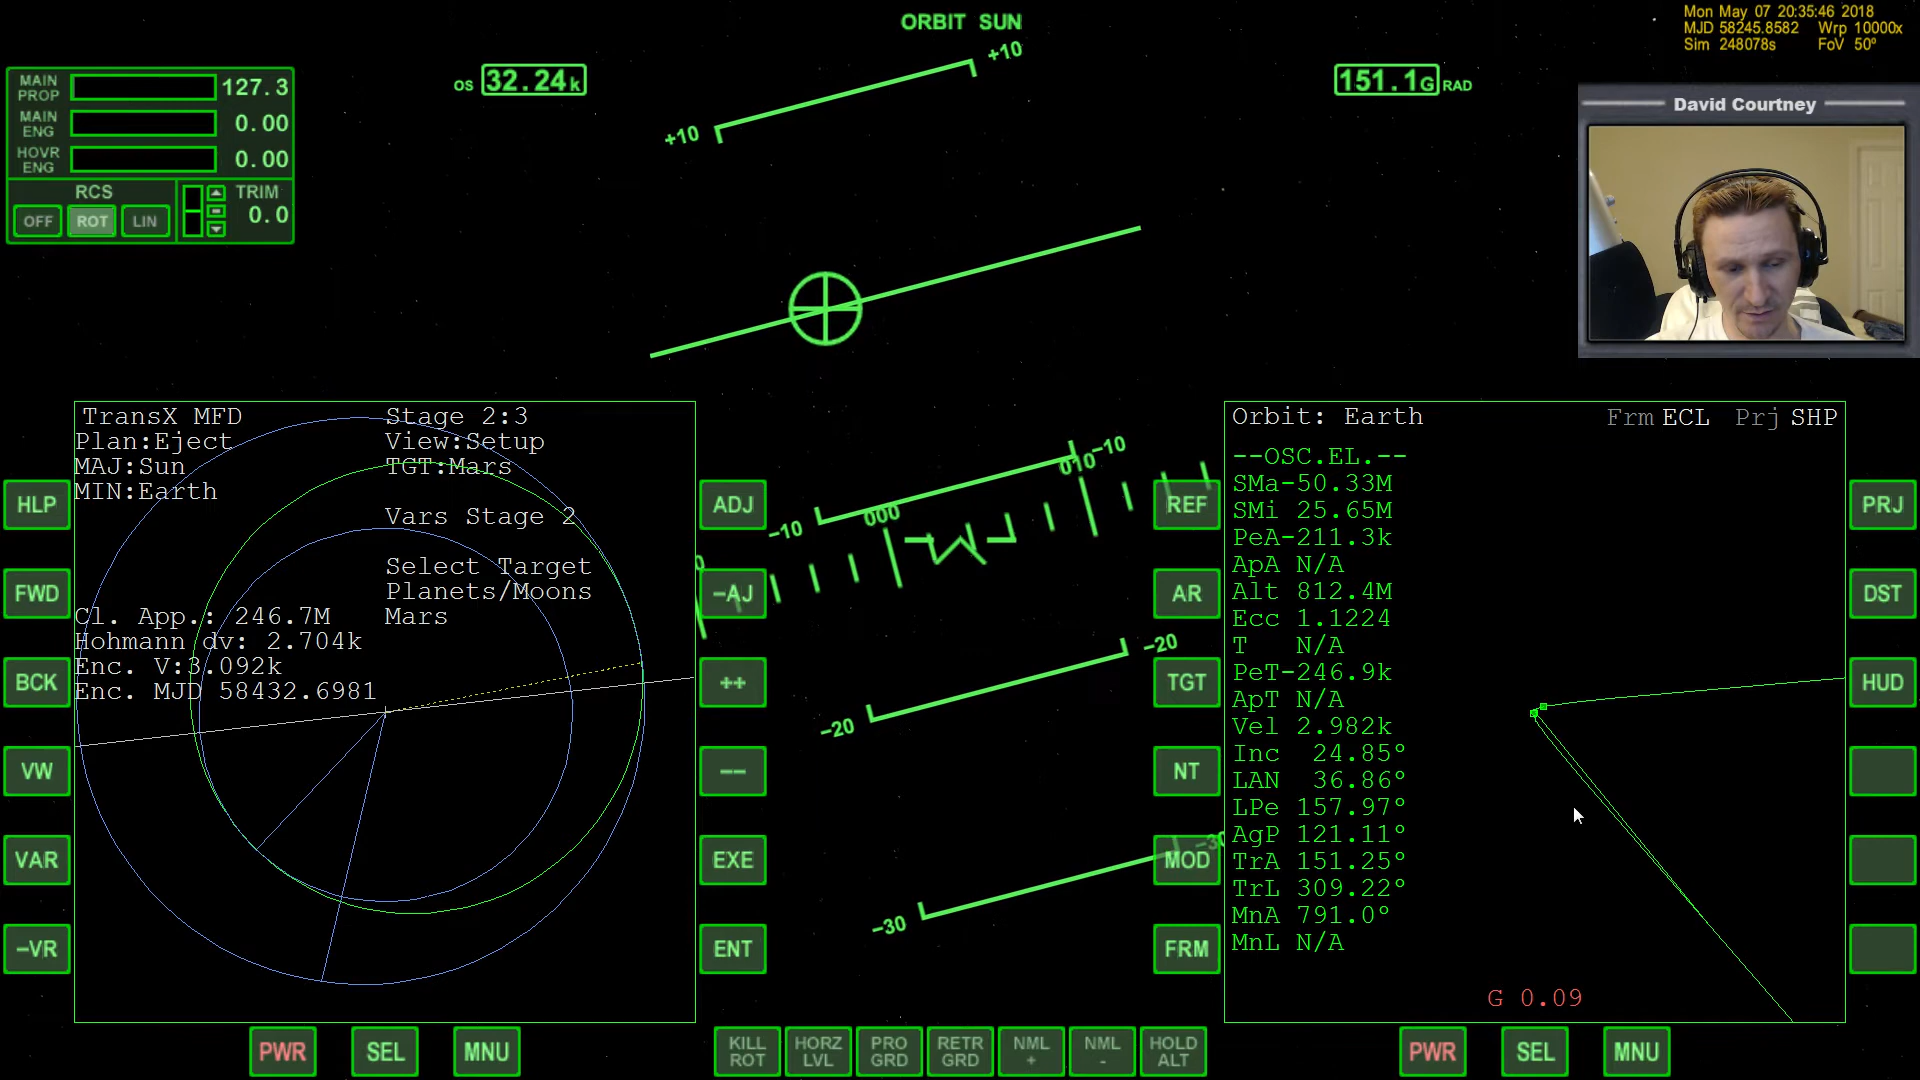 ORBIT SUN
Mon May 07 20:35:46 2018
MJD 58245.8582 Wrp 10000x
Sim 248078s FoV 50°
MAIN PROP 127.3
MAIN ENG 0.00
HOVR ENG 0.00
RCS
OFF ROT LIN
TRIM
0.0
OS 32.24k
151.1G RAD
David Courtney
+10 +10
TransX MFD Stage 2:3
Plan:Eject View:Setup
MAJ:Sun TGT:Mars
MIN:Earth
Vars Stage 2
Select Target
Planets/Moons
Cl. App.: 246.7M Mars
Hohmann dv: 2.704k
Enc. V:3.092k
Enc. MJD 58432.6981
HLP
FWD
BCK
VW
VAR
-VR
ADJ
-AJ
++
--
EXE
ENT
PWR SEL MNU
-10 -10
000 010
-20 -20
-30 -30
KILL ROT
HORZ LVL
PRO GRD
RETR GRD
NML +
NML -
HOLD ALT
REF
AR
TGT
NT
MOD
FRM
Orbit: Earth Frm ECL Prj SHP
--OSC.EL.--
SMa-50.33M
SMi 25.65M
PeA-211.3k
ApA N/A
Alt 812.4M
Ecc 1.1224
T N/A
PeT-246.9k
ApT N/A
Vel 2.982k
Inc 24.85°
LAN 36.86°
LPe 157.97°
AgP 121.11°
TrA 151.25°
TrL 309.22°
MnA 791.0°
MnL N/A
G 0.09
PRJ
DST
HUD
PWR SEL MNU